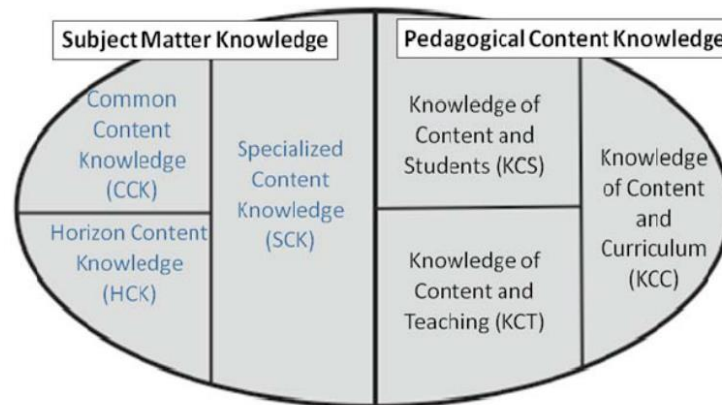 Subject Matter Knowledge
Pedagogical Content Knowledge
Common
Content
Knowledge
(CCK)
Horizon Content
Knowledge
(HCK)
Specialized
Content
Knowledge
(SCK)
Knowledge of
Content and
Students (KCS)
Knowledge of
Content and
Teaching (KCT)
Knowledge
of Content
and
Curriculum
(KCC)